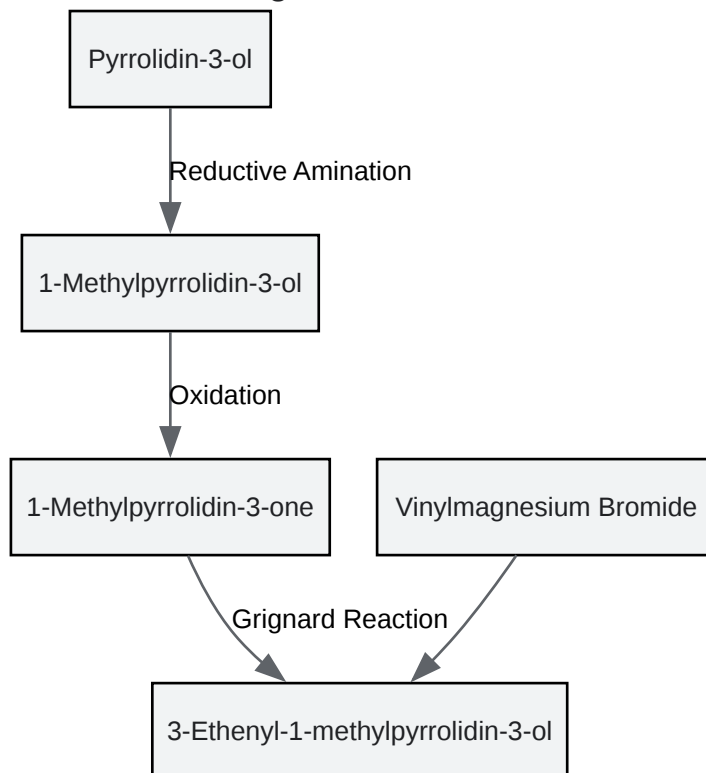 Pyrrolidin-3-ol
Reductive Amination
1-Methylpyrrolidin-3-ol
Oxidation
1-Methylpyrrolidin-3-one
Vinylmagnesium Bromide
Grignard Reaction
3-Ethenyl-1-methylpyrrolidin-3-ol